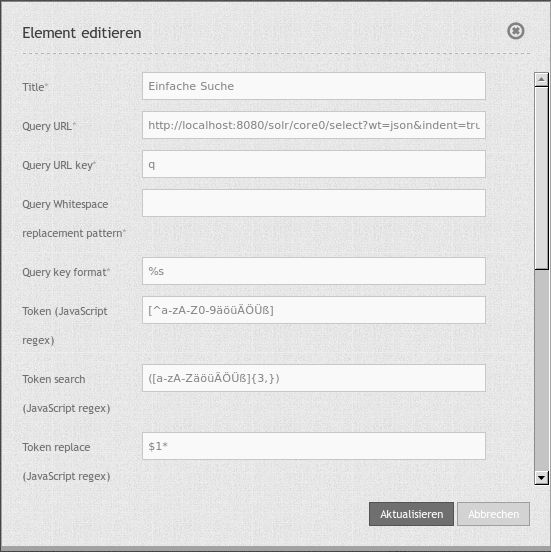 Element editieren
Title* Einfache Suche
Query URL* http://localhost:8080/solr/core0/select?wt=json&indent=tru
Query URL key* q
Query Whitespace
replacement pattern*
Query key format* %s
Token (JavaScript [^a-zA-Z0-9äöüÄÖÜß]
regex)
Token search ([a-zA-ZäöüÄÖÜß]{3,})
(JavaScript regex)
Token replace $1*
(JavaScript regex)
Aktualisieren Abbrechen